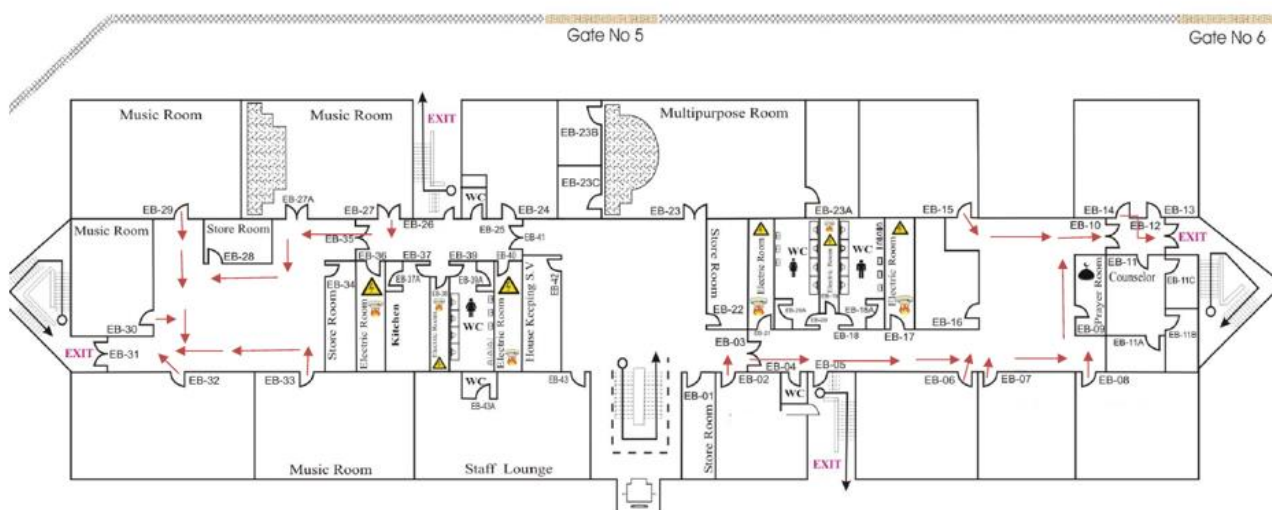 Gate No 5
Gate No 6
Music Room
Music Room
EXIT
EB-23B
Multipurpose Room
EB-23C
WC
EB-29
EB-27A
EB-27
EB-26
EB-25
EB-24
EB-23
EB-23A
EB-15
EB-14
EB-13
Music Room
Store Room
EB-28
EB-35
EB-41
EB-10
EB-12
EXIT
EB-36
EB-37
EB-39
EB-40
EB-11
Counselor
EB-37A
EB-39A
EB-42
EB-34
Store Room
Electric Room
Kitchen
Electric Room
WC
Electric Room
House Keeping S.V
Store Room
Electric Room
WC
Electric Room
WC
Electric Room
Prayer Room
EB-11C
EB-30
EB-22
EB-18A
EB-18
EB-17
EB-16
EB-09
EB-11A
EB-11B
EXIT
EB-31
EB-03
EB-32
EB-33
WC
EB-43
EB-43A
EB-01
EB-02
EB-04
EB-05
EB-06
EB-07
EB-08
WC
Store Room
Music Room
Staff Lounge
EXIT